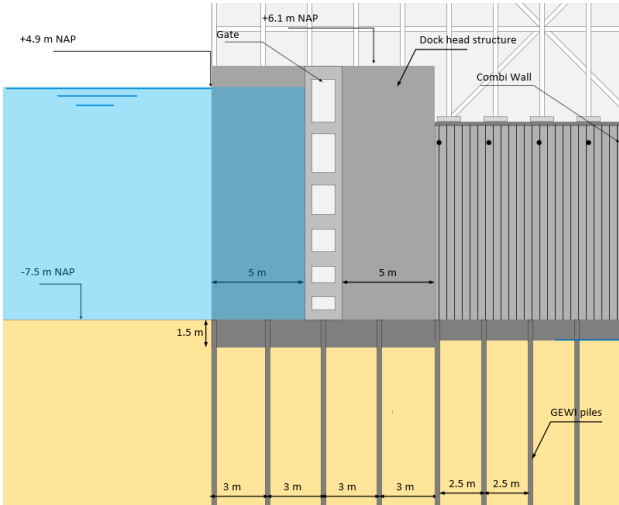 +6.1 m NAP
+4.9 m NAP
Gate
Dock head structure
Combi Wall
-7.5 m NAP
5 m
5 m
1.5 m
GEWI piles
3 m
3 m
3 m
3 m
2.5 m
2.5 m